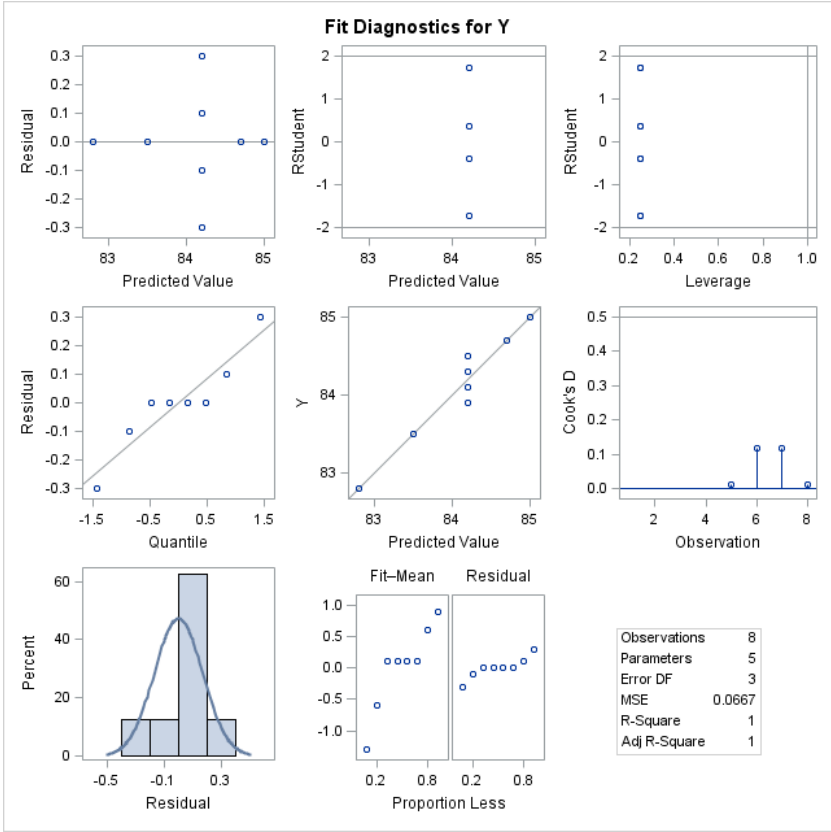 Fit Diagnostics for Y
0.3
0.2
0.1
0.0
-0.1
-0.2
-0.3
Residual
83 84 85
Predicted Value
2
1
0
-1
-2
RStudent
83 84 85
Predicted Value
2
1
0
-1
-2
RStudent
0.2 0.4 0.6 0.8 1.0
Leverage
0.3
0.2
0.1
0.0
-0.1
-0.2
-0.3
Residual
-1.5 -0.5 0.5 1.5
Quantile
85
84
83
Y
83 84 85
Predicted Value
0.5
0.4
0.3
0.2
0.1
0.0
Cook's D
2 4 6 8
Observation
60
40
20
0
Percent
-0.5 -0.1 0.3
Residual
Fit–Mean Residual
1.0
0.5
0.0
-0.5
-1.0
0.2 0.8 0.2 0.8
Proportion Less
Observations 8
Parameters 5
Error DF 3
MSE 0.0667
R-Square 1
Adj R-Square 1